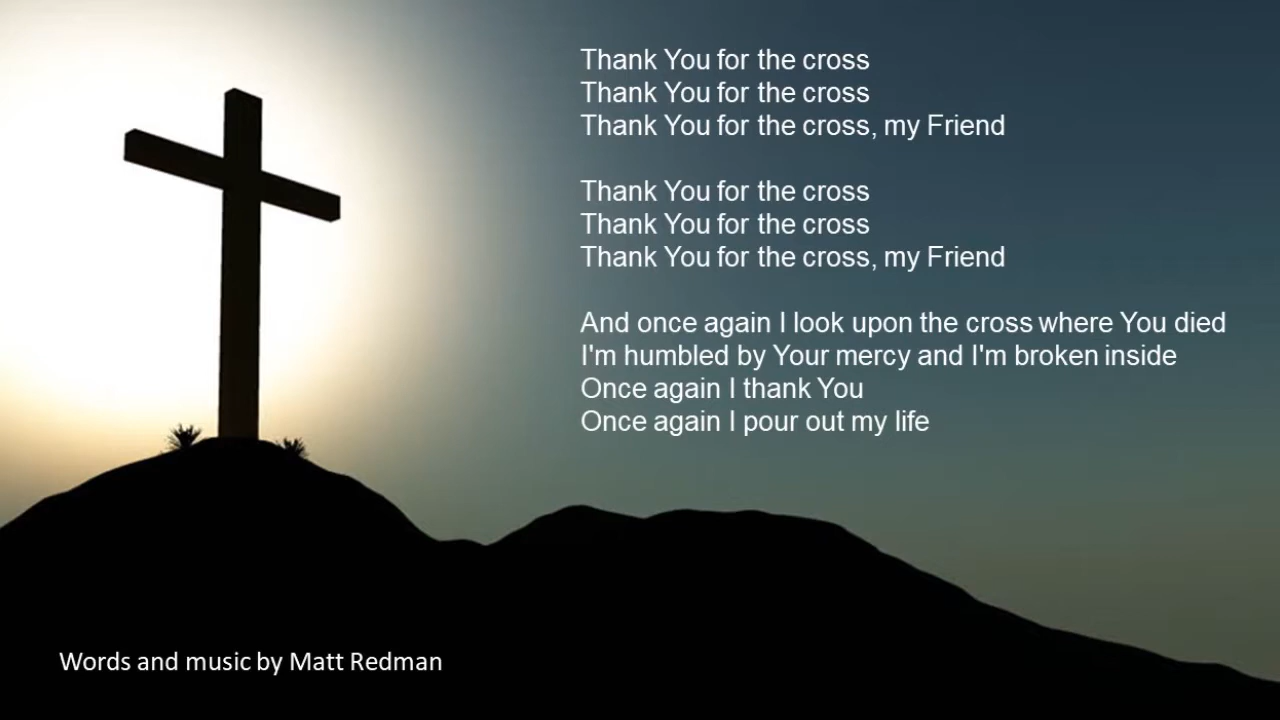 Thank You for the cross
Thank You for the cross
Thank You for the cross, my Friend
Thank You for the cross
Thank You for the cross
Thank You for the cross, my Friend
And once again I look upon the cross where You died
I'm humbled by Your mercy and I'm broken inside
Once again I thank You
Once again I pour out my life
Words and music by Matt Redman